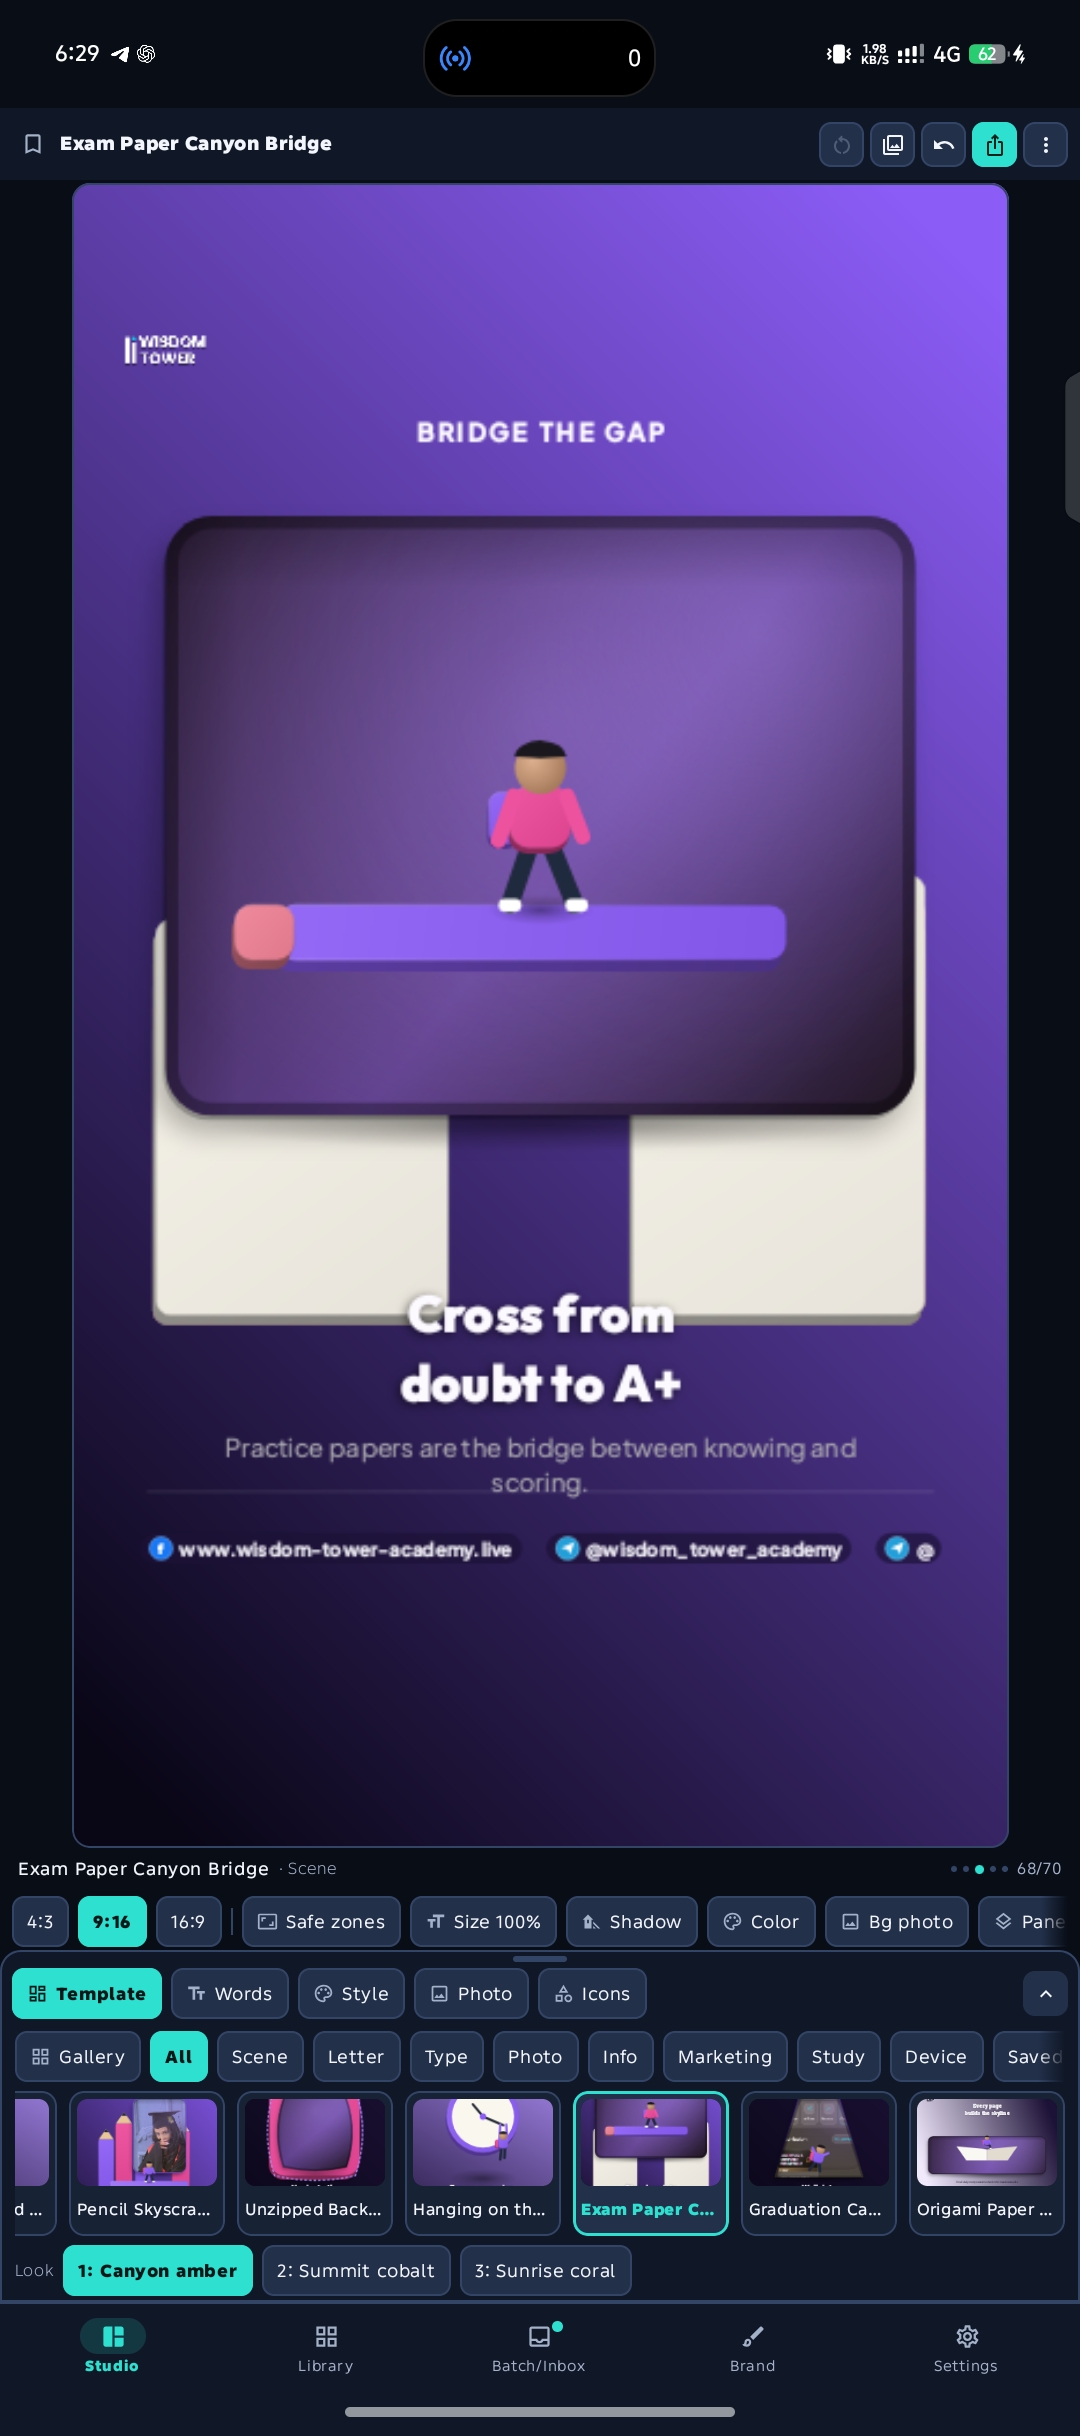 6:29
0
1.98
KB/S
4G
62
Exam Paper Canyon Bridge
WISDOM
TOWER
BRIDGE THE GAP
Cross from
doubt to A+
Practice papers are the bridge between knowing and
scoring.
www.wisdom-tower-academy.live @wisdom_tower_academy @
Exam Paper Canyon Bridge · Scene 68/70
4:3 9:16 16:9 Safe zones Size 100% Shadow Color Bg photo Pane
Template Words Style Photo Icons
Gallery All Scene Letter Type Photo Info Marketing Study Device Saved
Every page
builds the skyline
d ... Pencil Skyscra... Unzipped Back... Hanging on th... Exam Paper C... Graduation Ca... Origami Paper ...
Look 1: Canyon amber 2: Summit cobalt 3: Sunrise coral
Studio Library Batch/Inbox Brand Settings